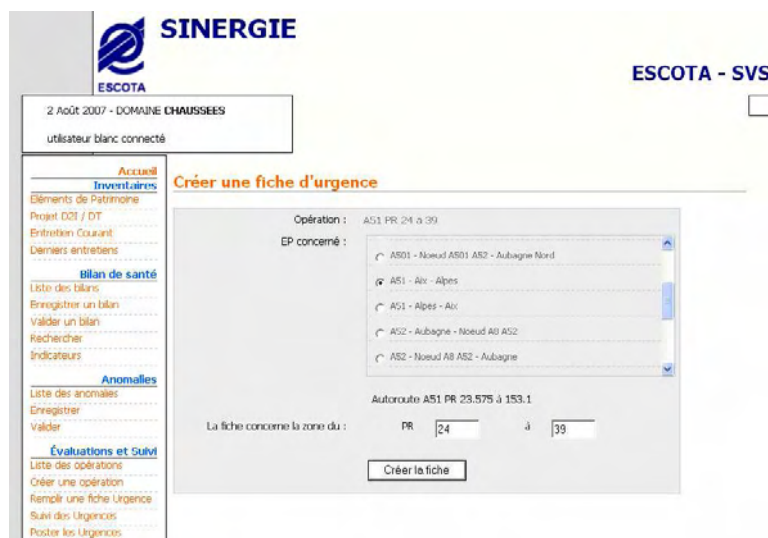 SINERGIE
ESCOTA
ESCOTA - SVS
2 Août 2007 - DOMAINE CHAUSSEES
utilisateur blanc connecté
Accueil
Inventaires
Eléments de Patrimoine
Projet D2I / DT
Entretien Courant
Derniers entretiens
Bilan de santé
Liste des bilans
Enregistrer un bilan
Valider un bilan
Rechercher
Indicateurs
Anomalies
Liste des anomalies
Enregistrer
Valider
Évaluations et Suivi
Liste des opérations
Créer une opération
Remplir une fiche Urgence
Suivi des Urgences
Poster les Urgences
Créer une fiche d'urgence
Opération : A51 PR 24 à 39
EP concerné :
A501 - Noeud A501 A52 - Aubagne Nord
A51 - Aix - Alpes
A51 - Alpes - Aix
A52 - Aubagne - Noeud A8 A52
A52 - Noeud A8 A52 - Aubagne
Autoroute A51 PR 23.575 à 153.1
La fiche concerne la zone du : PR 24 à 39
Créer la fiche